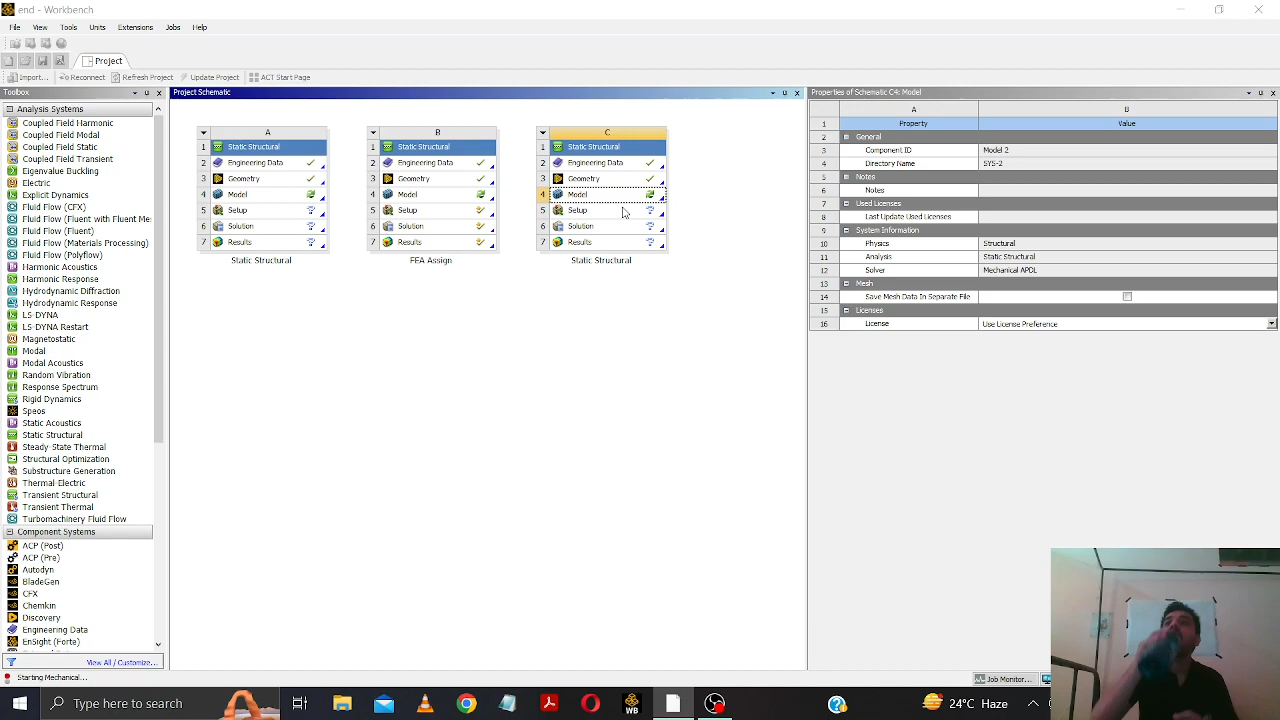 end - Workbench
File View Tools Units Extensions Jobs Help
Project
Import... Reconnect Refresh Project Update Project ACT Start Page
Toolbox
Analysis Systems
Coupled Field Harmonic
Coupled Field Modal
Coupled Field Static
Coupled Field Transient
Eigenvalue Buckling
Electric
Explicit Dynamics
Fluid Flow (CFX)
Fluid Flow (Fluent with Fluent Me
Fluid Flow (Fluent)
Fluid Flow (Materials Processing)
Fluid Flow (Polyflow)
Harmonic Acoustics
Harmonic Response
Hydrodynamic Diffraction
Hydrodynamic Response
LS-DYNA
LS-DYNA Restart
Magnetostatic
Modal
Modal Acoustics
Random Vibration
Response Spectrum
Rigid Dynamics
Speos
Static Acoustics
Static Structural
Steady-State Thermal
Structural Optimization
Substructure Generation
Thermal-Electric
Transient Structural
Transient Thermal
Turbomachinery Fluid Flow
Component Systems
ACP (Post)
ACP (Pre)
Autodyn
BladeGen
CFX
Chemkin
Discovery
Engineering Data
EnSight (Forte)
View All / Customize...
Project Schematic
A
1 Static Structural
2 Engineering Data
3 Geometry
4 Model
5 Setup
6 Solution
7 Results
Static Structural
B
1 Static Structural
2 Engineering Data
3 Geometry
4 Model
5 Setup
6 Solution
7 Results
FEA Assign
C
1 Static Structural
2 Engineering Data
3 Geometry
4 Model
5 Setup
6 Solution
7 Results
Static Structural
Properties of Schematic C4: Model
A B
1 Property Value
2 General
3 Component ID Model 2
4 Directory Name SYS-2
5 Notes
6 Notes
7 Used Licenses
8 Last Update Used Licenses
9 System Information
10 Physics Structural
11 Analysis Static Structural
12 Solver Mechanical APDL
13 Mesh
14 Save Mesh Data In Separate File
15 Licenses
16 License Use License Preference
Starting Mechanical...
Job Monitor...
Type here to search
WB
24°C Haze